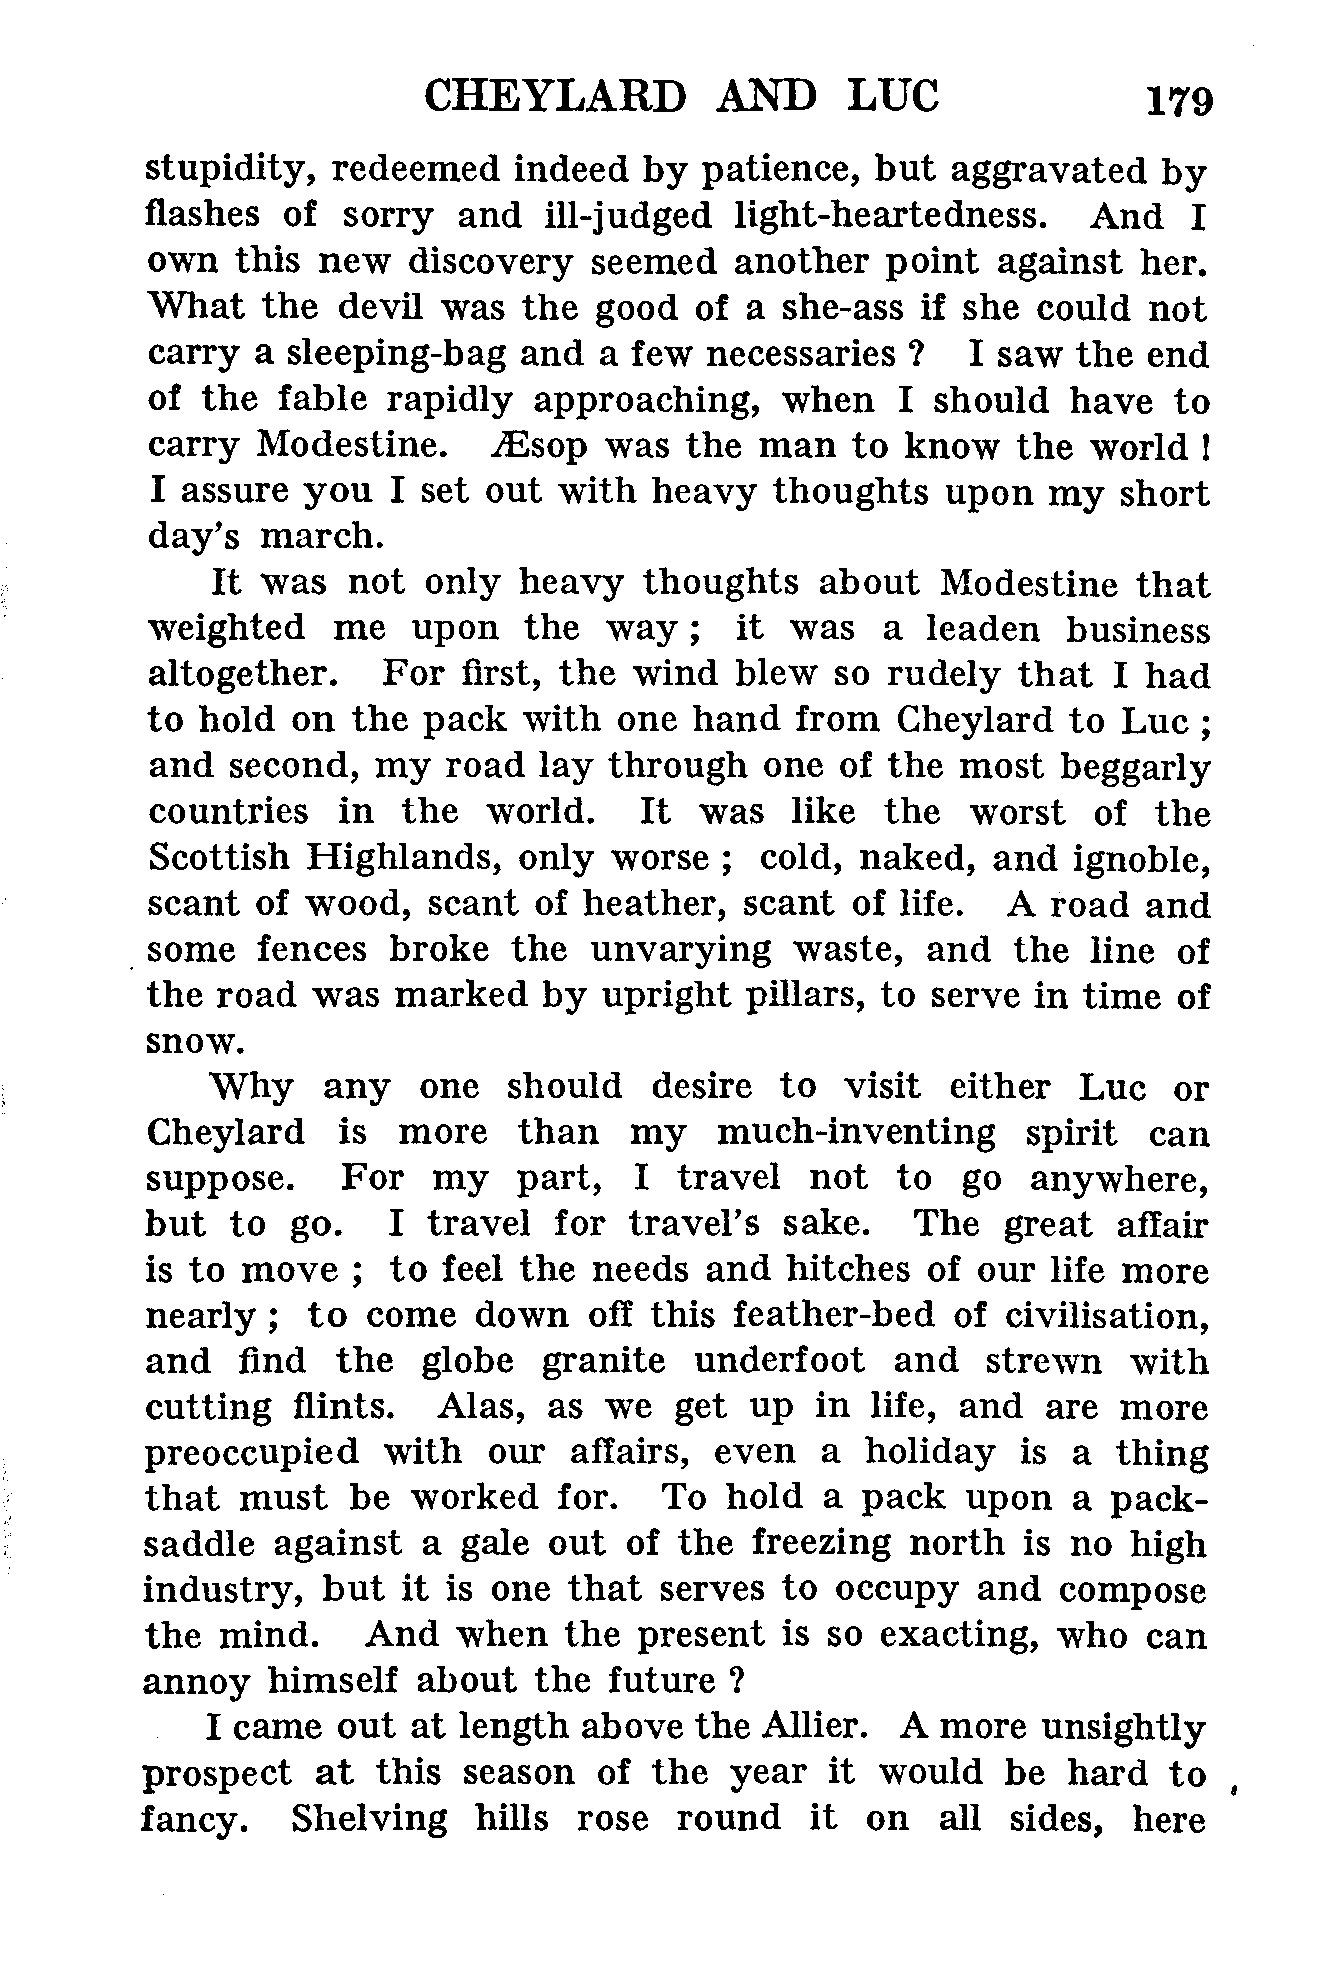 CHEYLARD AND LUC 179
stupidity, redeemed indeed by patience, but aggravated by
flashes of sorry and ill-judged light-heartedness. And I
own this new discovery seemed another point against her.
What the devil was the good of a she-ass if she could not
carry a sleeping-bag and a few necessaries ? I saw the end
of the fable rapidly approaching, when I should have to
carry Modestine. Æsop was the man to know the world !
I assure you I set out with heavy thoughts upon my short
day's march.
It was not only heavy thoughts about Modestine that
weighted me upon the way ; it was a leaden business
altogether. For first, the wind blew so rudely that I had
to hold on the pack with one hand from Cheylard to Luc ;
and second, my road lay through one of the most beggarly
countries in the world. It was like the worst of the
Scottish Highlands, only worse ; cold, naked, and ignoble,
scant of wood, scant of heather, scant of life. A road and
some fences broke the unvarying waste, and the line of
the road was marked by upright pillars, to serve in time of
snow.
Why any one should desire to visit either Luc or
Cheylard is more than my much-inventing spirit can
suppose. For my part, I travel not to go anywhere,
but to go. I travel for travel's sake. The great affair
is to move ; to feel the needs and hitches of our life more
nearly ; to come down off this feather-bed of civilisation,
and find the globe granite underfoot and strewn with
cutting flints. Alas, as we get up in life, and are more
preoccupied with our affairs, even a holiday is a thing
that must be worked for. To hold a pack upon a pack-
saddle against a gale out of the freezing north is no high
industry, but it is one that serves to occupy and compose
the mind. And when the present is so exacting, who can
annoy himself about the future ?
I came out at length above the Allier. A more unsightly
prospect at this season of the year it would be hard to
fancy. Shelving hills rose round it on all sides, here